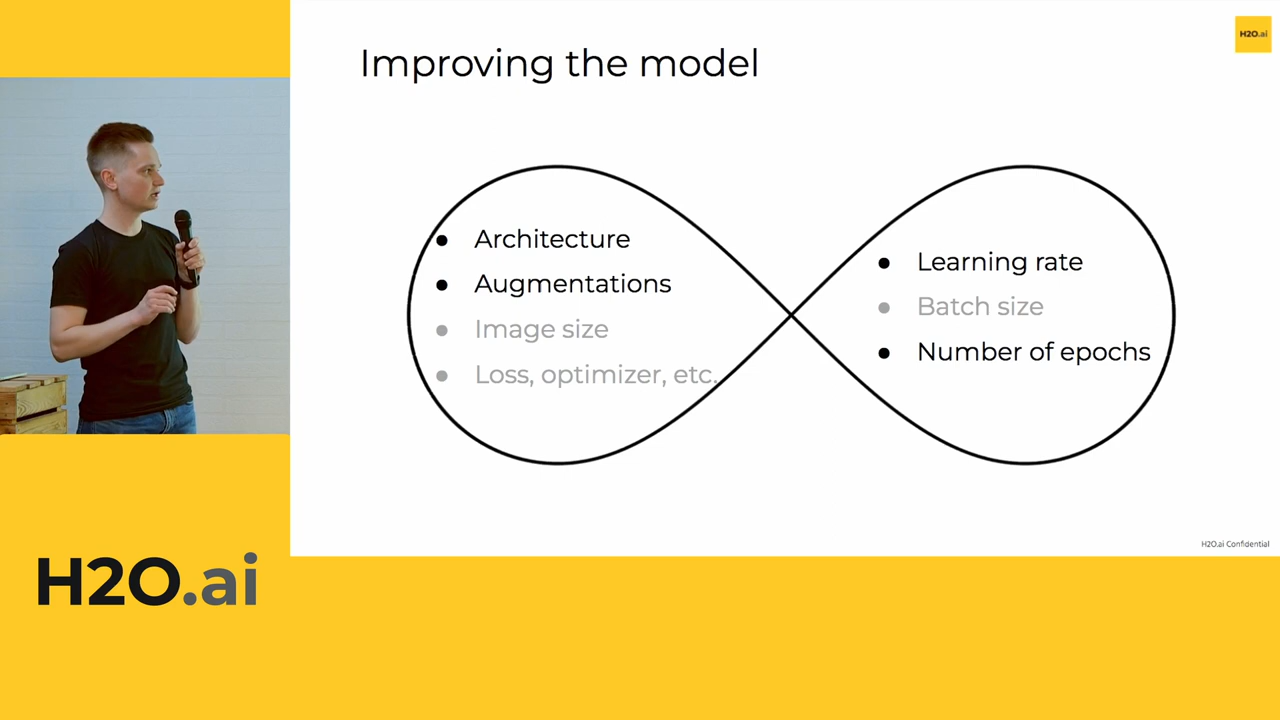 H2O.ai
Improving the model
Architecture
Augmentations
Image size
Loss, optimizer, etc.
Learning rate
Batch size
Number of epochs
H2O.ai Confidential
H2O.ai